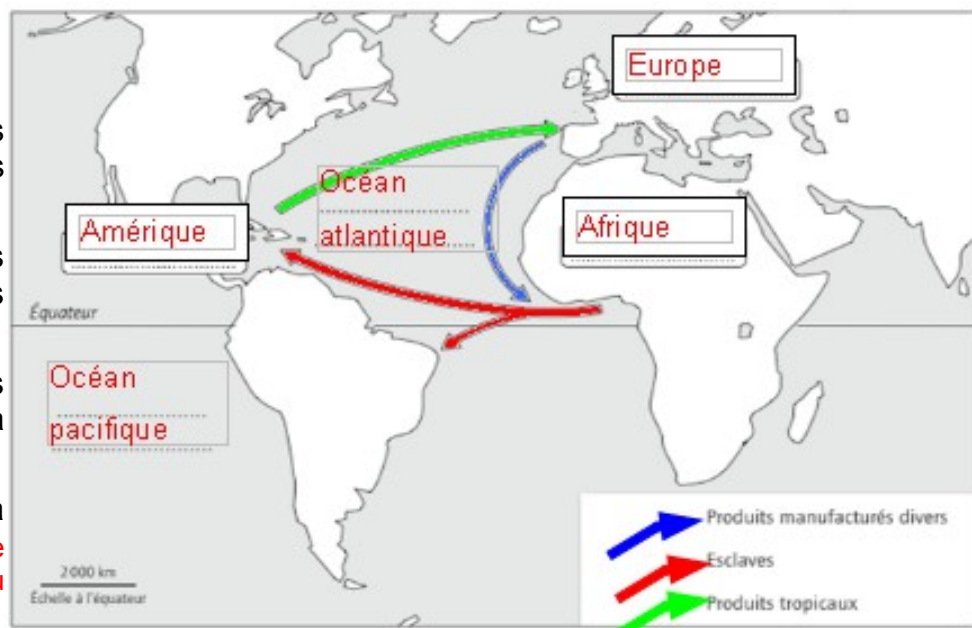 Europe
Océan
atlantique
Amérique
Afrique
Équateur
Océan
pacifique
Produits manufacturés divers
Esclaves
Produits tropicaux
2 000 km
Échelle à l'équateur